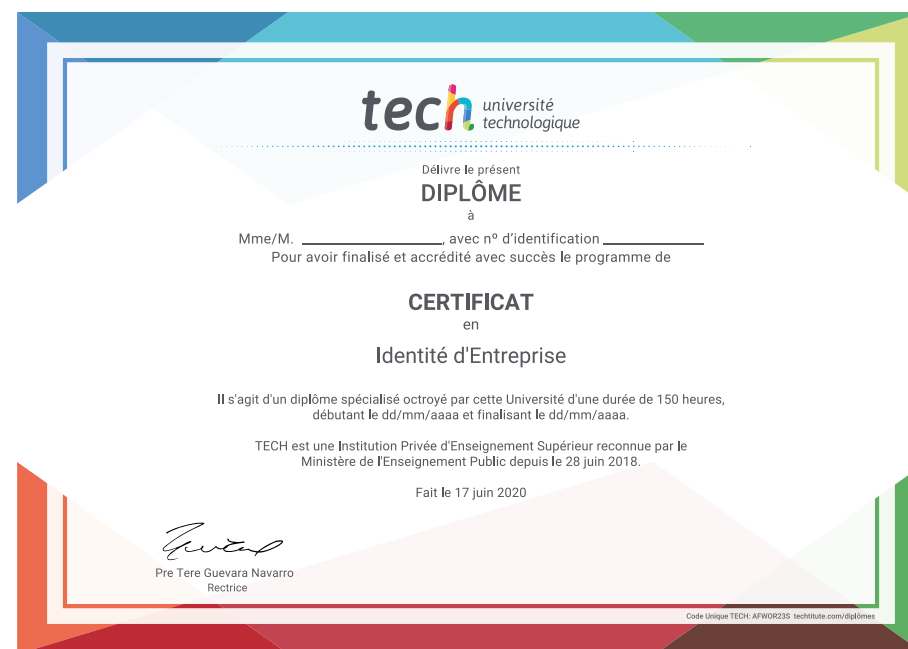 tech université
technologique
Délivre le présent
DIPLÔME
à
Mme/M. ____________________, avec nº d'identification ______________
Pour avoir finalisé et accrédité avec succès le programme de
CERTIFICAT
en
Identité d'Entreprise
Il s'agit d'un diplôme spécialisé octroyé par cette Université d'une durée de 150 heures,
débutant le dd/mm/aaaa et finalisant le dd/mm/aaaa.
TECH est une Institution Privée d'Enseignement Supérieur reconnue par le
Ministère de l'Enseignement Public depuis le 28 juin 2018.
Fait le 17 juin 2020
Pre Tere Guevara Navarro
Rectrice
Code Unique TECH: AFWOR23S techtitute.com/diplômes